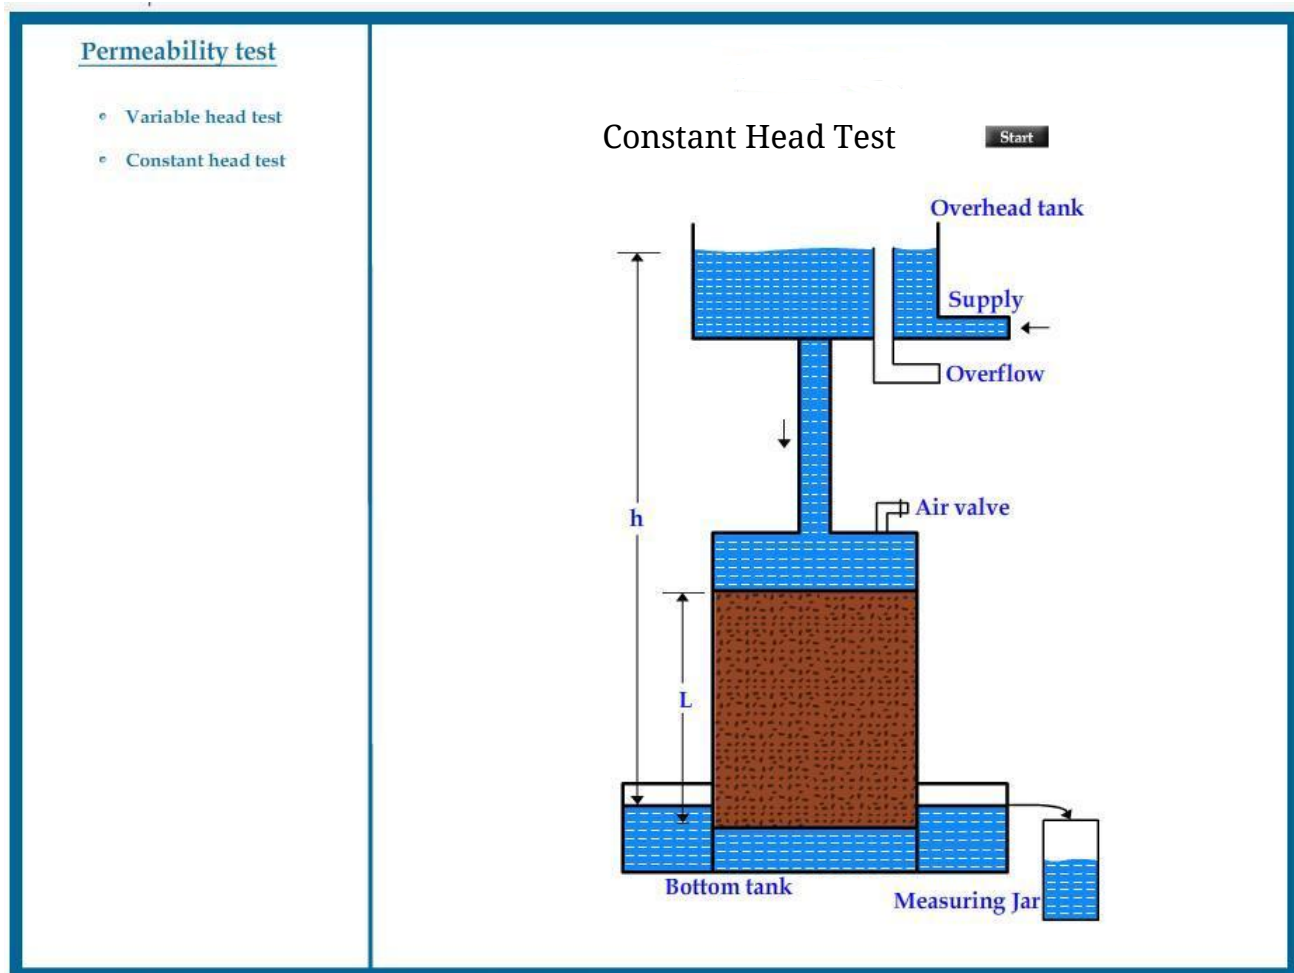 Permeability test
Variable head test
Constant head test
Constant Head Test
Start
Overhead tank
Supply
Overflow
Air valve
h
L
Bottom tank
Measuring Jar